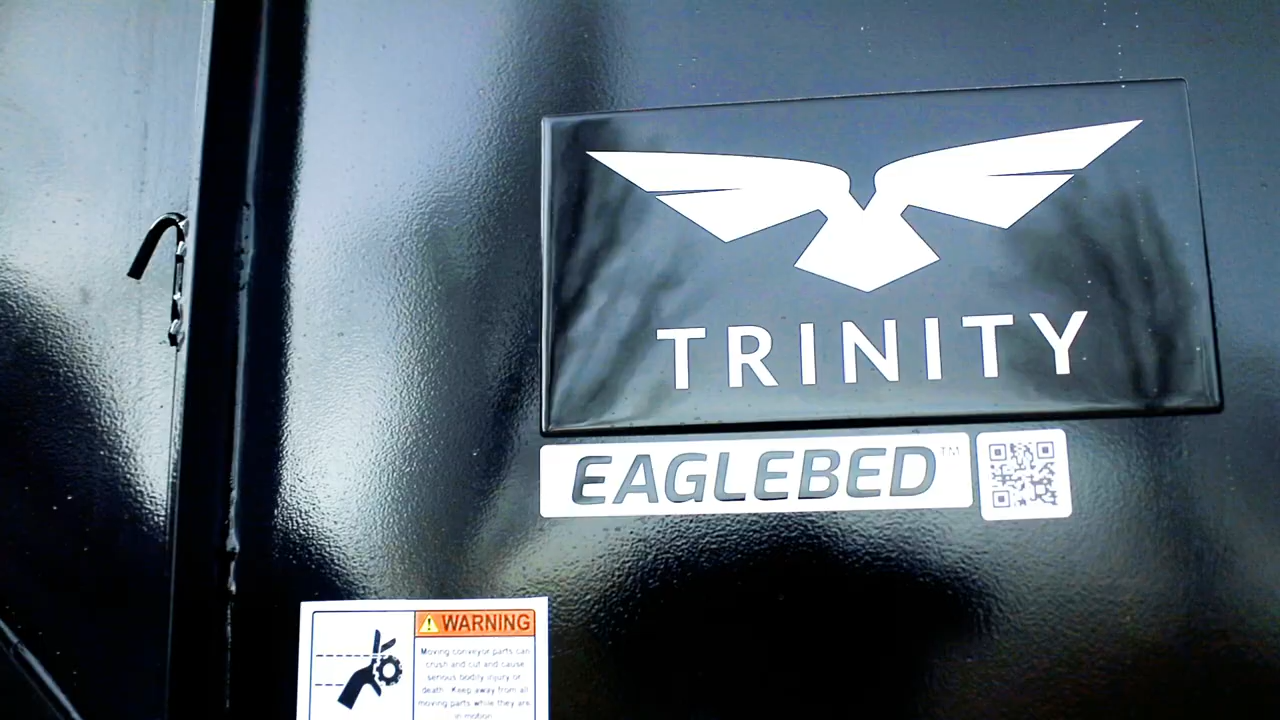 TRINITY
EAGLEBED™
WARNING
Moving conveyor parts can
crush and cut and cause
serious bodily injury or
death. Keep away from all
moving parts while they are
in motion.